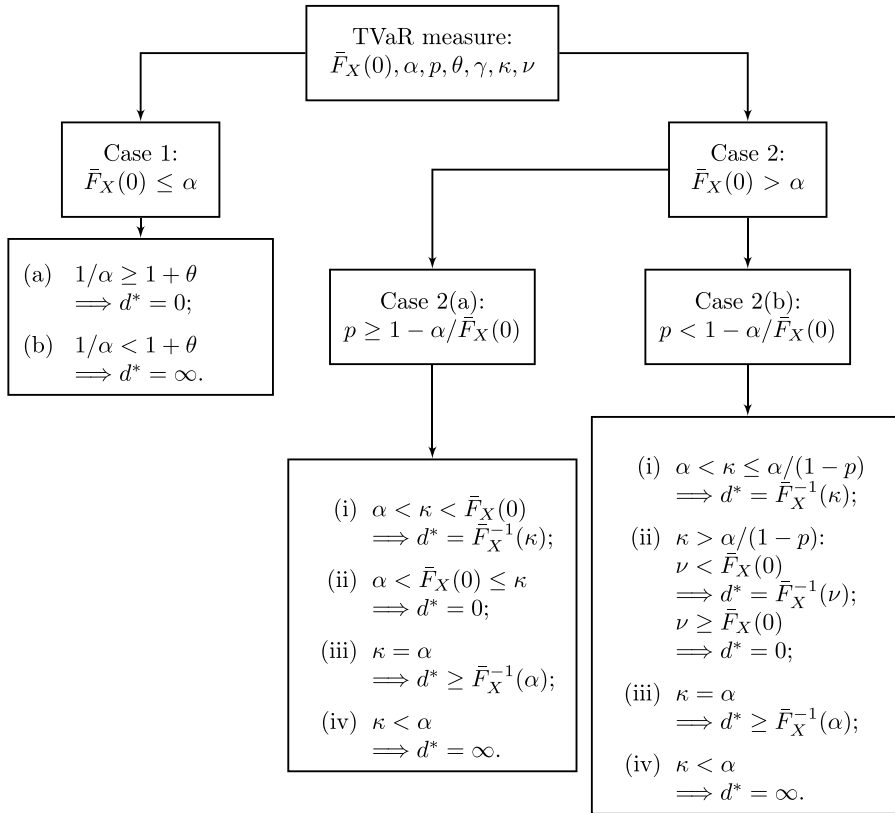 TVaR measure:
F̄_X(0), α, p, θ, γ, κ, ν
Case 1:
F̄_X(0) ≤ α
(a) 1/α ≥ 1 + θ
⟹ d* = 0;
(b) 1/α < 1 + θ
⟹ d* = ∞.
Case 2:
F̄_X(0) > α
Case 2(a):
p ≥ 1 − α/F̄_X(0)
(i) α < κ < F̄_X(0)
⟹ d* = F̄_X^{-1}(κ);
(ii) α < F̄_X(0) ≤ κ
⟹ d* = 0;
(iii) κ = α
⟹ d* ≥ F̄_X^{-1}(α);
(iv) κ < α
⟹ d* = ∞.
Case 2(b):
p < 1 − α/F̄_X(0)
(i) α < κ ≤ α/(1 − p)
⟹ d* = F̄_X^{-1}(κ);
(ii) κ > α/(1 − p):
ν < F̄_X(0)
⟹ d* = F̄_X^{-1}(ν);
ν ≥ F̄_X(0)
⟹ d* = 0;
(iii) κ = α
⟹ d* ≥ F̄_X^{-1}(α);
(iv) κ < α
⟹ d* = ∞.